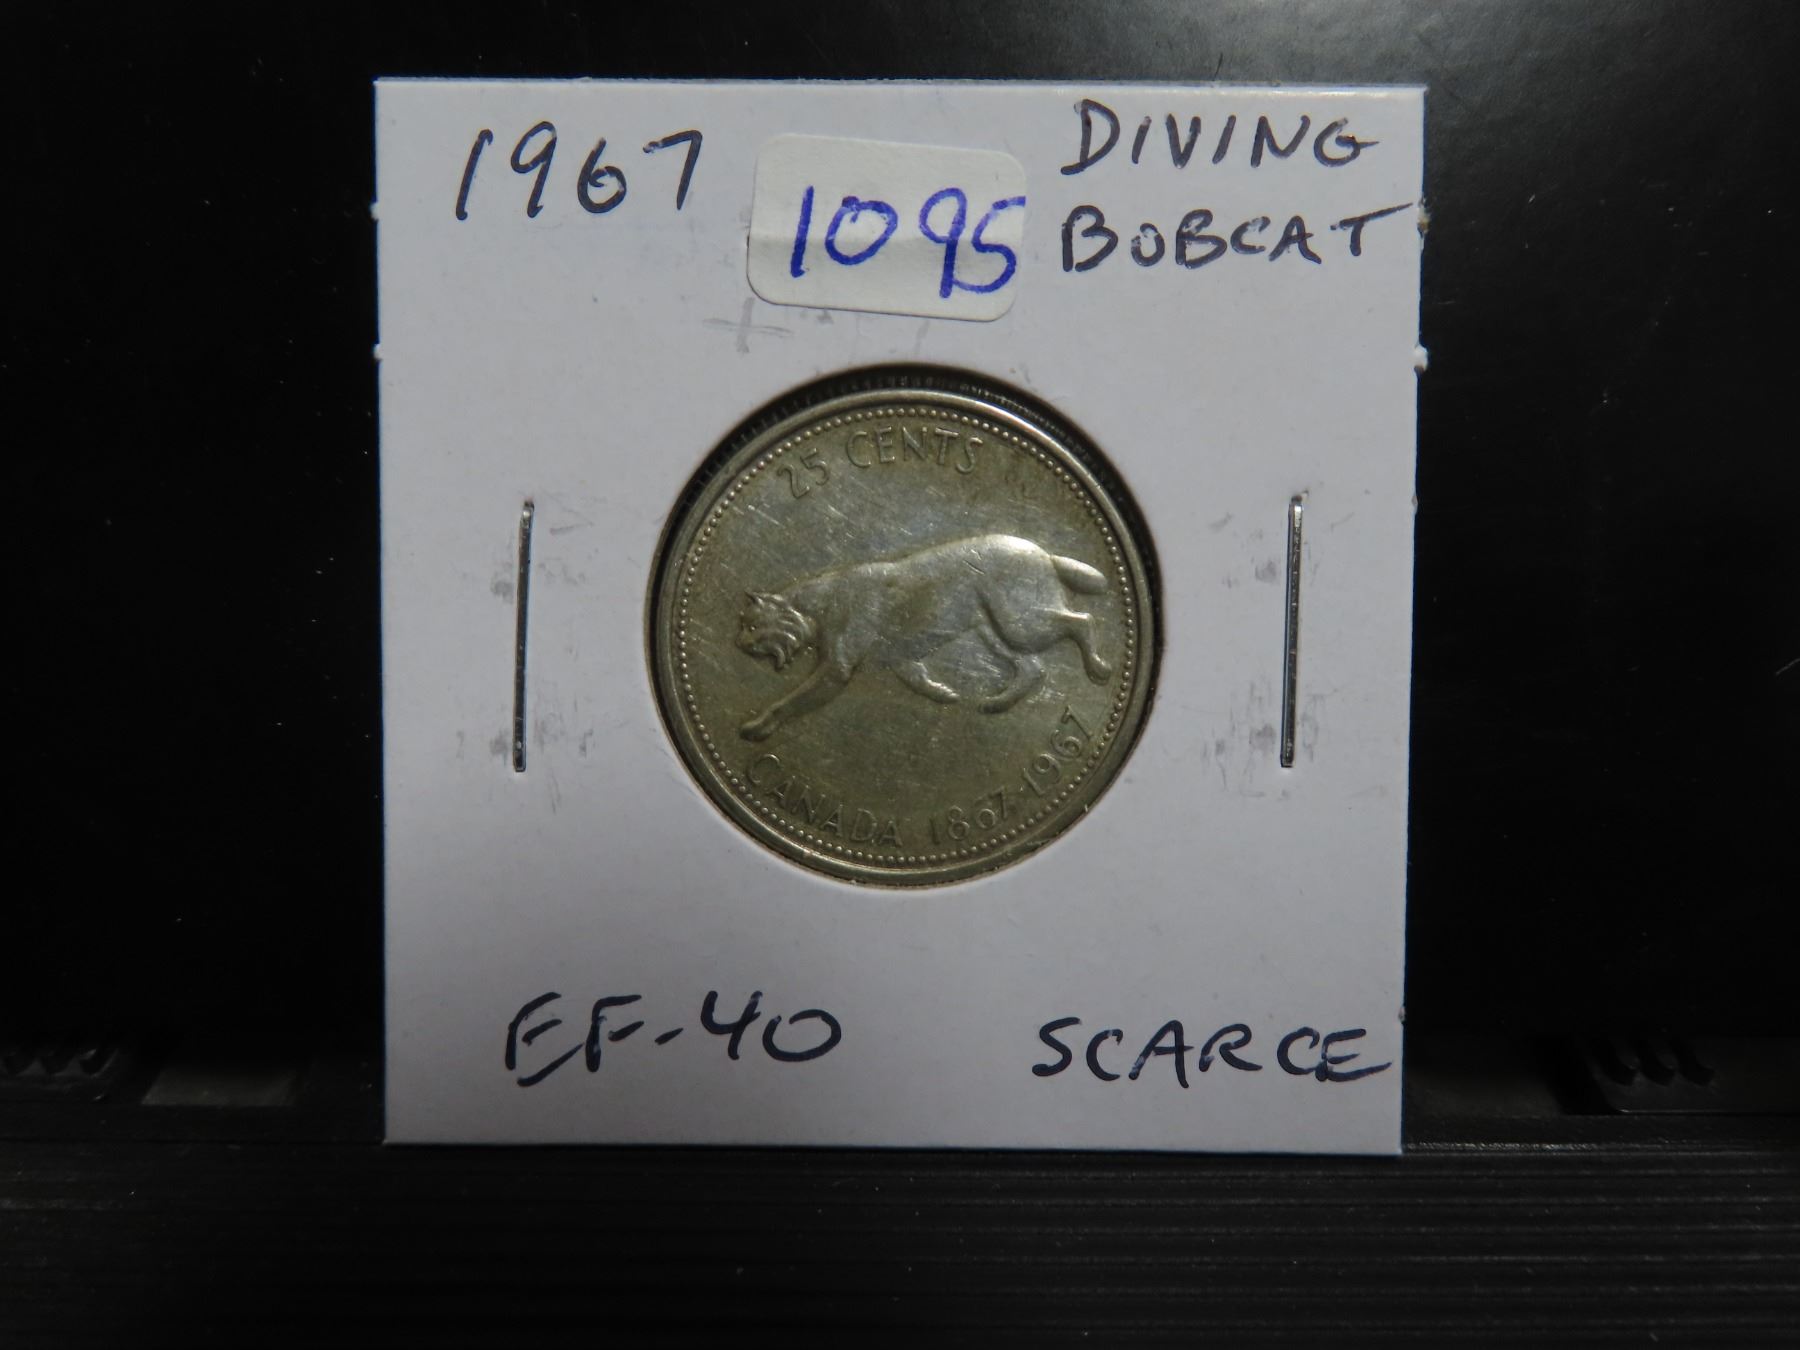 1967
1095
DIVING
BOBCAT
25 CENTS
CANADA 1867-1967
EF-40
SCARCE